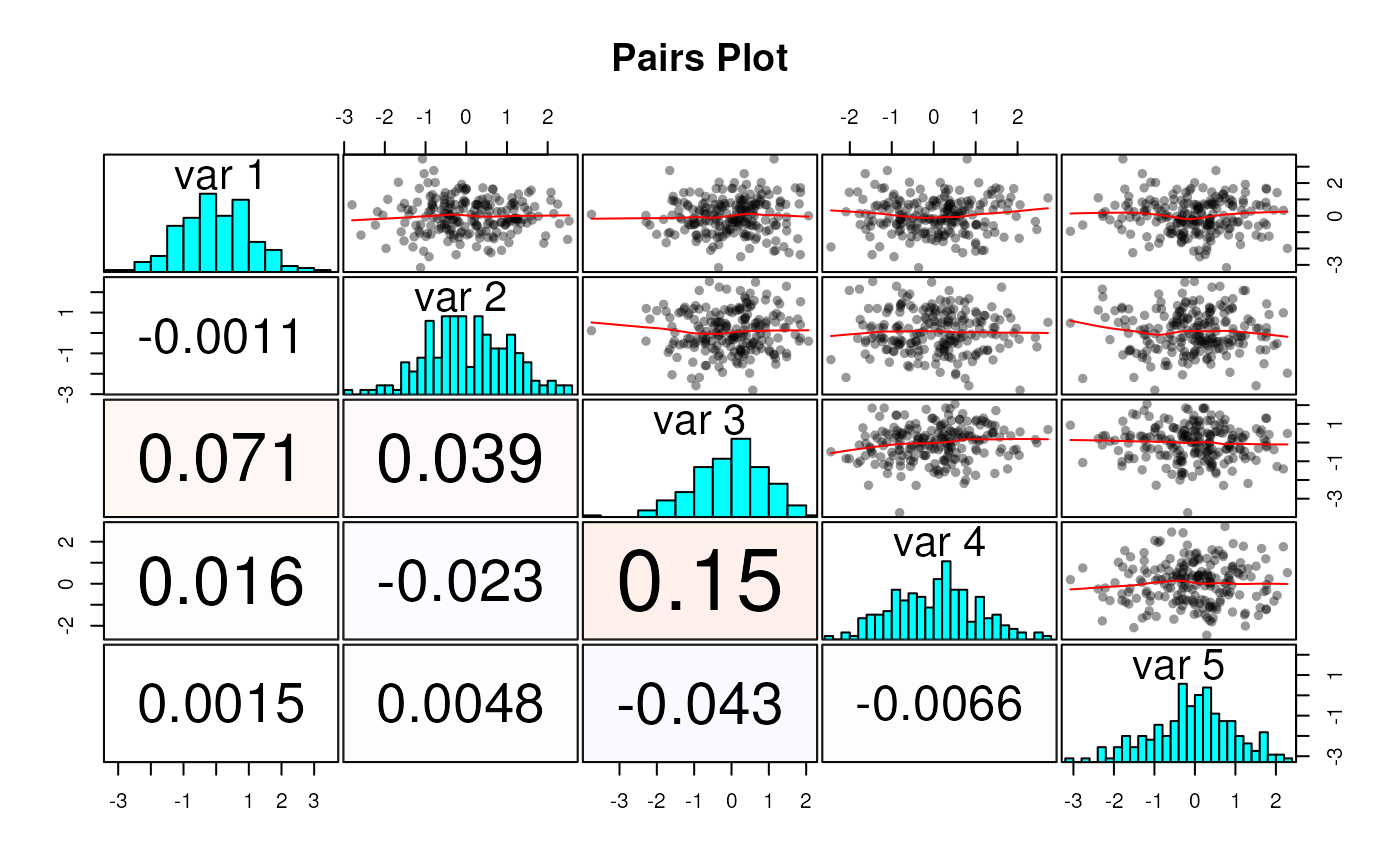 Pairs Plot
-3 -2 -1 0 1 2 -2 -1 0 1 2
var 1
-3 0 2
-0.0011
var 2
-3 -1 1
0.071
0.039
var 3
-3 -1 1
0.016
-0.023
0.15
var 4
-2 0 2
0.0015
0.0048
-0.043
-0.0066
var 5
-3 -1 1
-3 -1 1 2 3 -3 -2 -1 0 1 2 -3 -2 -1 0 1 2